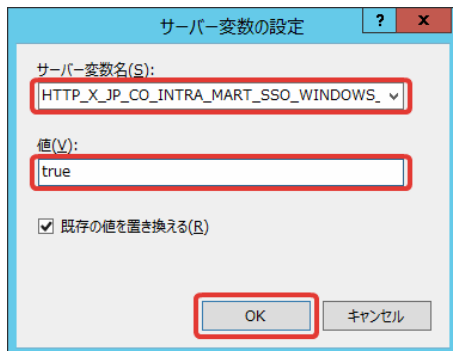 サーバー変数の設定
?
x
サーバー変数名(S):
HTTP_X_JP_CO_INTRA_MART_SSO_WINDOWS_
値(V):
true
既存の値を置き換える(R)
OK
キャンセル